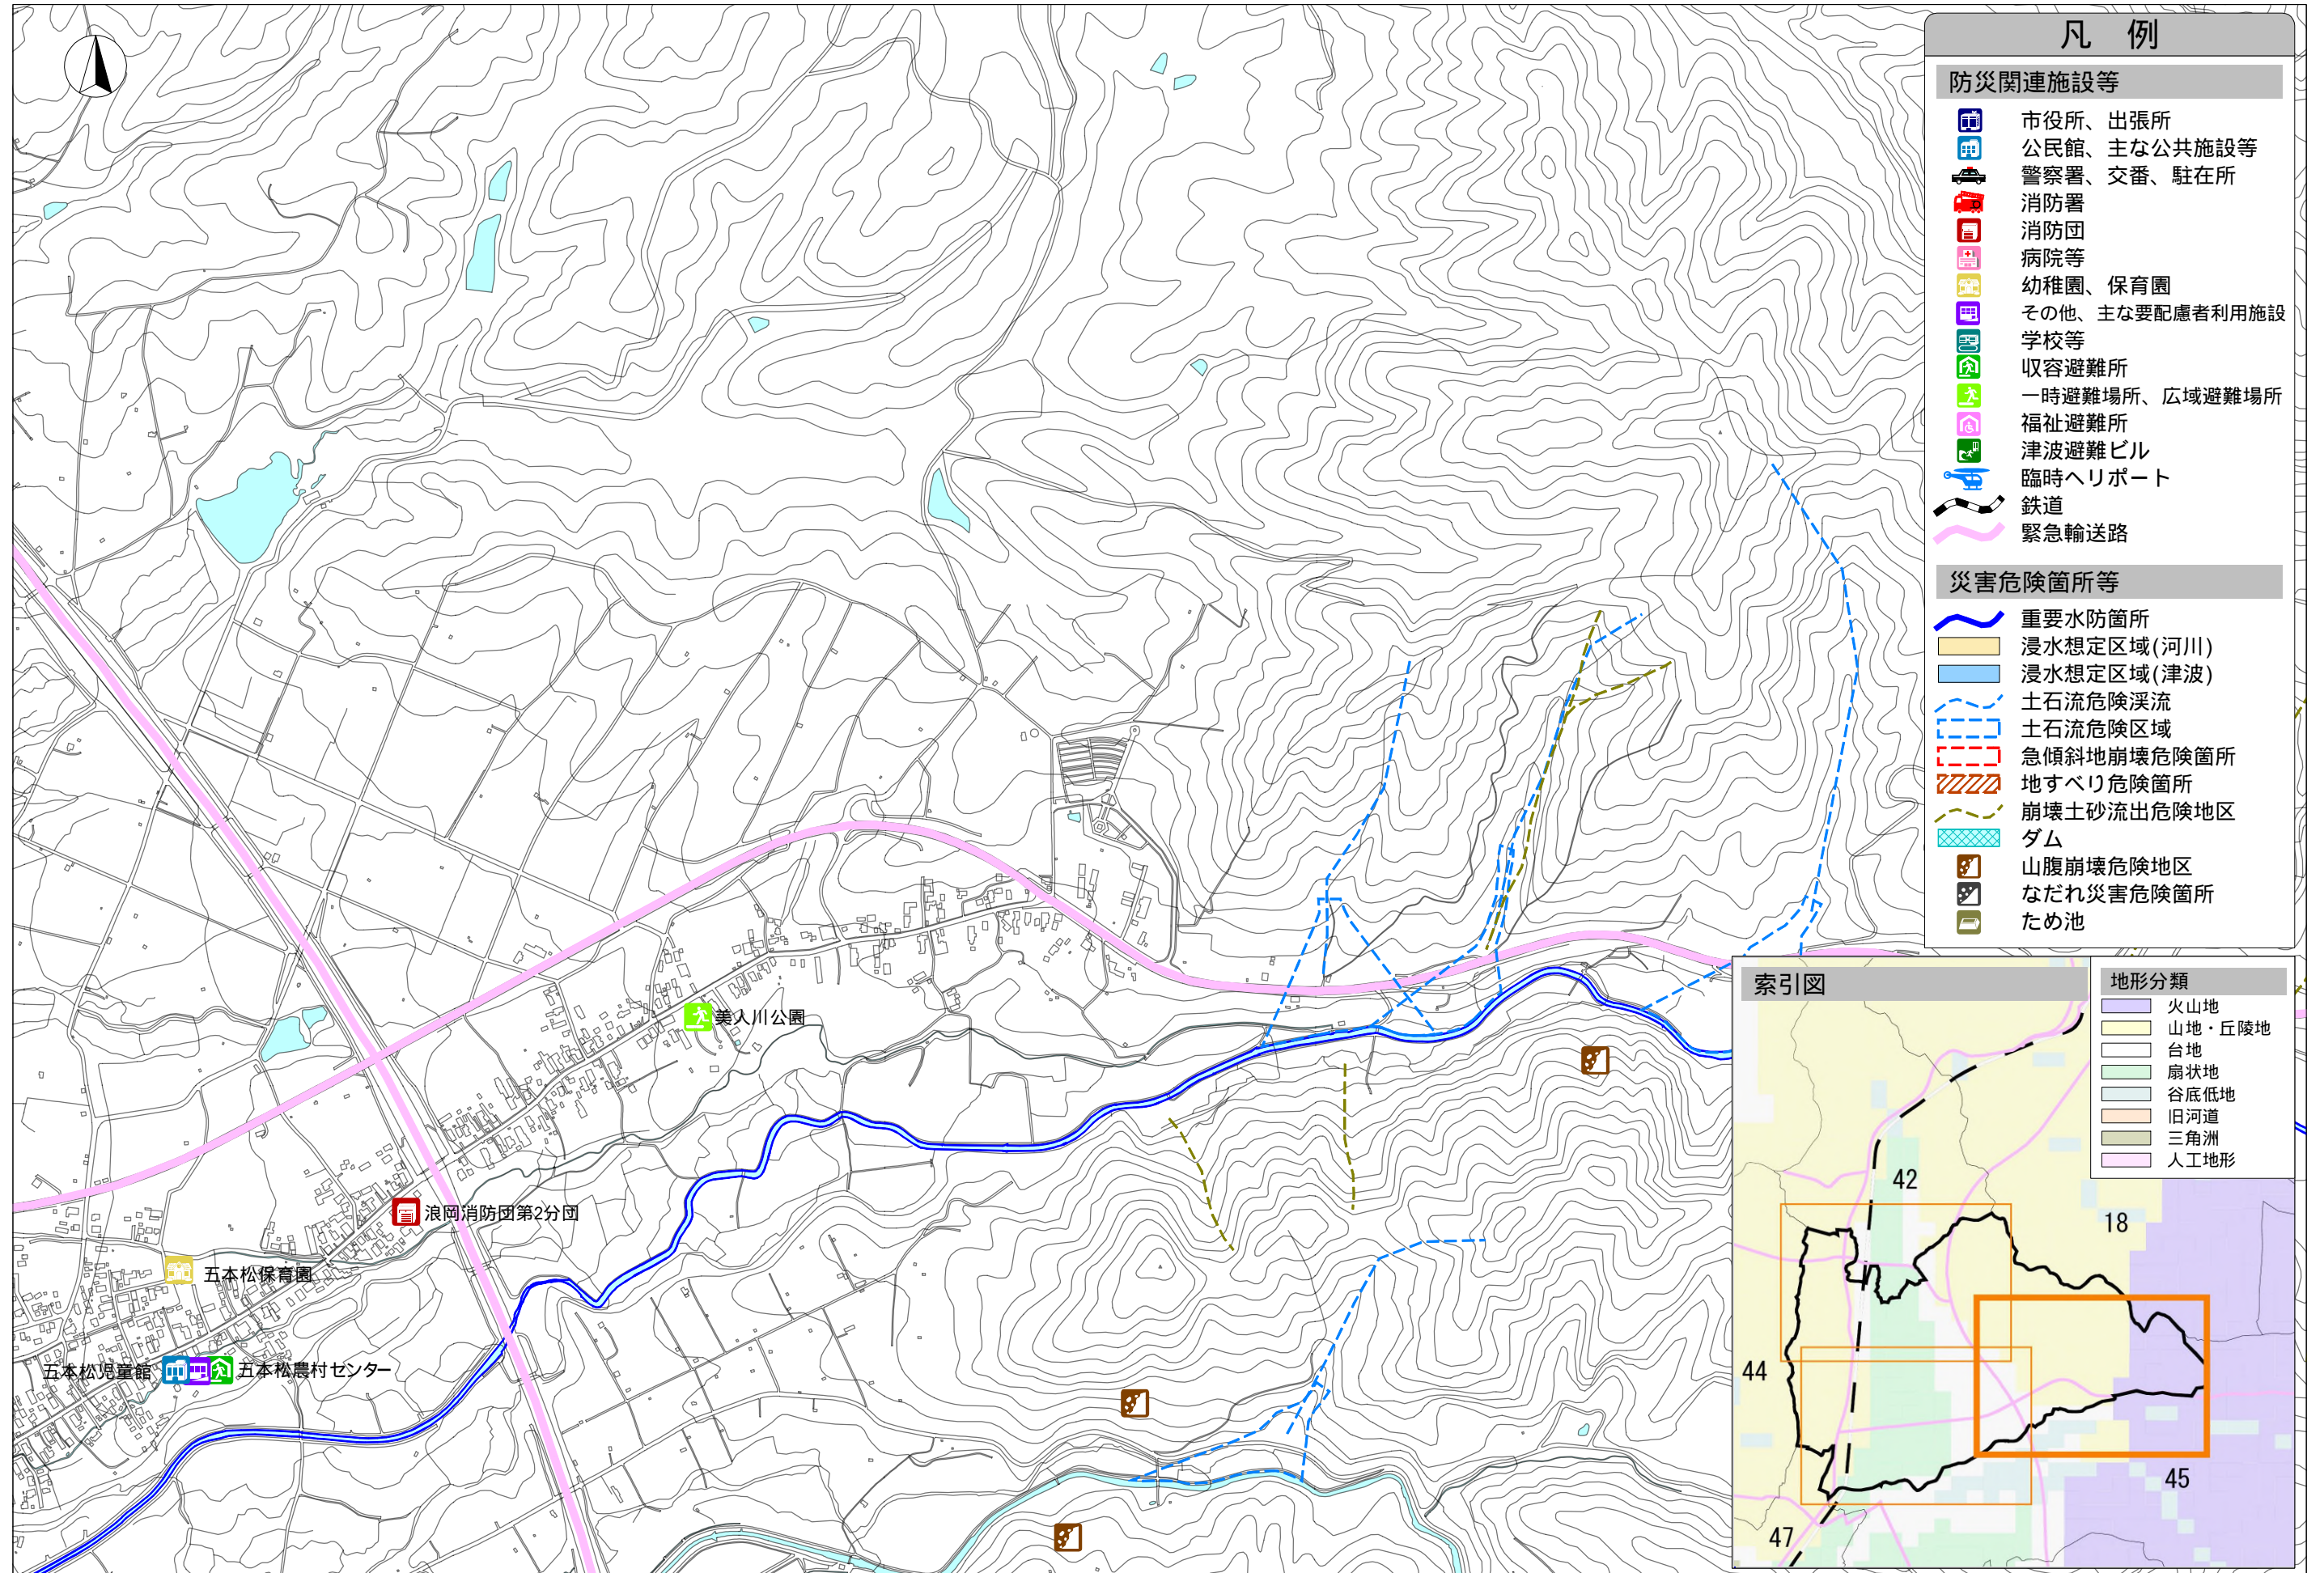 凡 例
防災関連施設等
市役所、出張所
公民館、主な公共施設等
警察署、交番、駐在所
消防署
消防団
病院等
幼稚園、保育園
その他、主な要配慮者利用施設
学校等
収容避難所
一時避難場所、広域避難場所
福祉避難所
津波避難ビル
臨時ヘリポート
鉄道
緊急輸送路
災害危険箇所等
重要水防箇所
浸水想定区域(河川)
浸水想定区域(津波)
土石流危険渓流
土石流危険区域
急傾斜地崩壊危険箇所
地すべり危険箇所
崩壊土砂流出危険地区
ダム
山腹崩壊危険地区
なだれ災害危険箇所
ため池
索引図
地形分類
火山地
山地・丘陵地
台地
扇状地
谷底低地
旧河道
三角洲
人工地形
42
18
44
45
47
美人川公園
浪岡消防団第2分団
五本松保育園
五本松児童館
五本松農村センター